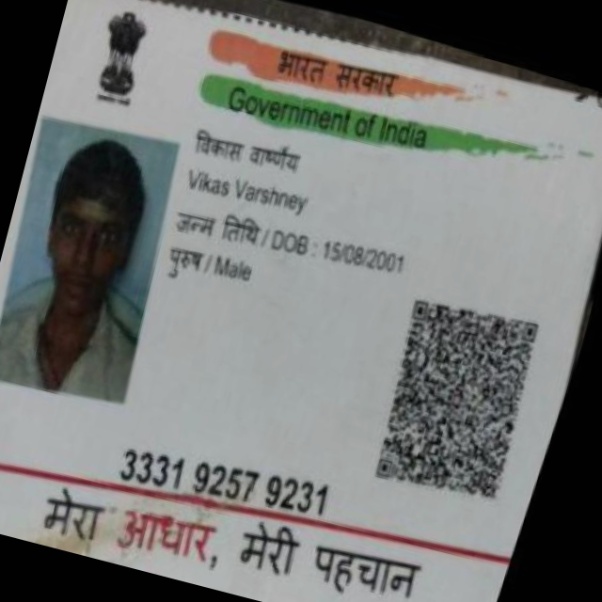 भारत सरकार
Government of India
विकास वार्ष्णेय
Vikas Varshney
जन्म तिथि / DOB : 15/08/2001
पुरुष / Male
3331 9257 9231
मेरा आधार, मेरी पहचान